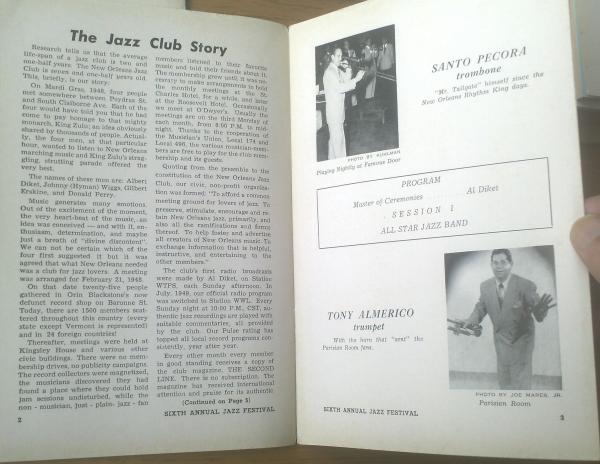 The Jazz Club Story
Research tells us that the average
life-span of a jazz club is two and
one-half years. The New Orleans Jazz
Club is seven and one-half years old.
This, briefly, is our story:
On Mardi Gras, 1948, four people
met somewhere between Poydras St.
and South Claiborne Ave. Each of the
four would have told you that he had
come to pay homage to that mighty
monarch, King Zulu; an idea obviously
shared by thousands of people. Actual-
ly, the four men, at that particular
hour, wanted to listen to New Orleans
marching music and King Zulu's strag-
gling, strutting parade offered the
very best.
The names of these men are: Albert
Diket, Johnny (Hyman) Wiggs, Gilbert
Erskine, and Donald Perry.
Music generates many emotions.
Out of the excitement of the moment,
the very heart-beat of the music, an
idea was conceived — and with it, en-
thusiasm, determination, and maybe
just a breath of "divine discontent".
We can not be certain which of the
four first suggested it but it was
agreed that what New Orleans needed
was a club for jazz lovers. A meeting
was arranged for February 21, 1948.
On that date twenty-five people
gathered in Orin Blackstone's now
defunct record shop on Baronne St.
Today, there are 1500 members scat-
tered throughout this country (every
state except Vermont is represented)
and in 24 foreign countries!
Thereafter, meetings were held at
Kingsley House and various other
civic buildings. There were no mem-
bership drives, no publicity campaigns.
The record collectors were magnetized,
the musicians discovered they had
found a place where they could hold
jam sessions undisturbed, while the
non - musician, just - plain- jazz - fan
2
members listened to their favorite
music and told their friends about it.
The membership grew until it was ne-
cessary to make arrangements to hold
the monthly meetings at the St.
Charles Hotel, for a while, and later
at the Roosevelt Hotel. Occasionally
we meet at O'Dwyer's. Usually the
meetings are on the third Monday of
each month, from 8:00 P.M. to mid-
night. Thanks to the cooperation of
the Musician's Union, Local 174 and
Local 496, the various musician-mem-
bers are free to play for the club mem-
bership and its guests.
Quoting from the preamble to the
constitution of the New Orleans Jazz
Club, our civic, non-profit organiza-
tion was formed: "To afford a common
meeting ground for lovers of jazz. To
preserve, stimulate, encourage and re-
tain New Orleans jazz, primarily, and
also all the ramifications and forms
thereof. To help foster and advertise
all creators of New Orleans music. To
exchange information that is helpful,
instructive, and entertaining to the
other members."
The club's first radio broadcasts
were made by Al Diket, on Station
WTPS, each Sunday afternoon. In
July, 1949, our official radio program
was switched to Station WWL. Every
Sunday night at 10:00 P.M., CST, au-
thentic jazz recordings are played with
suitable commentaries, all provided
by the club. Our Pulse rating has
topped all local record programs con-
sistently, year after year.
Every other month every member
in good standing receives a copy of
the club magazine, THE SECOND
LINE. There is no subscription. The
magazine has received international
attention and praise for its authentic
(Continued on Page 5)
SIXTH ANNUAL JAZZ FESTIVAL
SANTO PECORA
trombone
"Mr. Tailgate" himself since the
New Orleans Rhythm King days.
PHOTO BY KUHLMAN
Playing Nightly at Famous Door
PROGRAM
Master of Ceremonies Al Diket
SESSION I
ALL STAR JAZZ BAND
TONY ALMERICO
trumpet
With the horn that "sent" the
Parisian Room fans.
PHOTO BY JOE MARES, JR.
Parisian Room
SIXTH ANNUAL JAZZ FESTIVAL
3